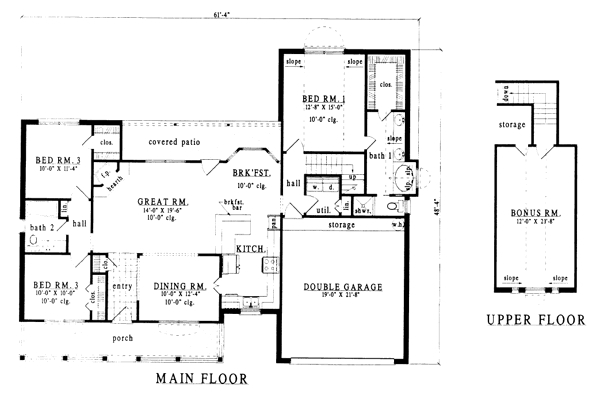 61'-4"
slope
slope
clos.
BED RM. 1
12'-8" X 15'-0"
10'-0" clg.
slope
bath 1
covered patio
clos.
BED RM. 3
10'-0" X 11'-4"
f.p.
hearth
BRK'FST.
10'-0" clg.
hall
up
w. d.
lin.
util.
shwr.
lin.
GREAT RM.
14'-0" X 19'-6"
10'-0" clg.
brkfst. bar
pan.
bath 2
hall
storage
w.h.
KITCH.
48'-4"
BED RM. 3
10'-0" X 10'-0"
10'-0" clg.
clo.
clos.
entry
DINING RM.
10'-0" X 12'-4"
10'-0" clg.
DOUBLE GARAGE
19'-0" X 21'-8"
porch
MAIN FLOOR
down
storage
BONUS RM.
12'-0" X 23'-8"
slope
slope
UPPER FLOOR